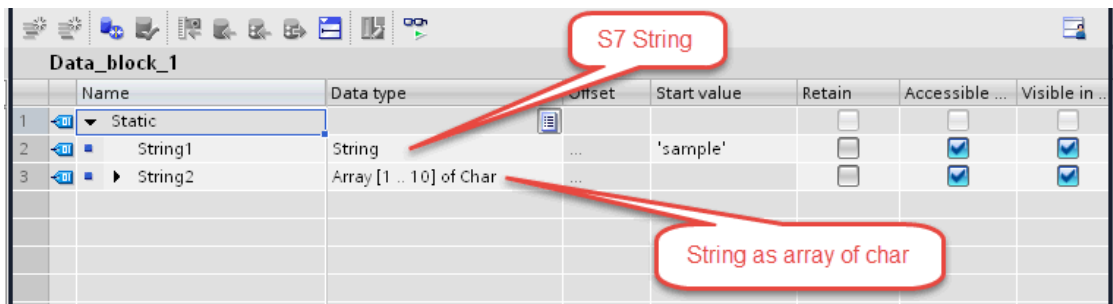 S7 String
Data_block_1
Name Data type Offset Start value Retain Accessible ... Visible in ..
1 Static
2 String1 String ... 'sample'
3 String2 Array [1 .. 10] of Char ...
String as array of char